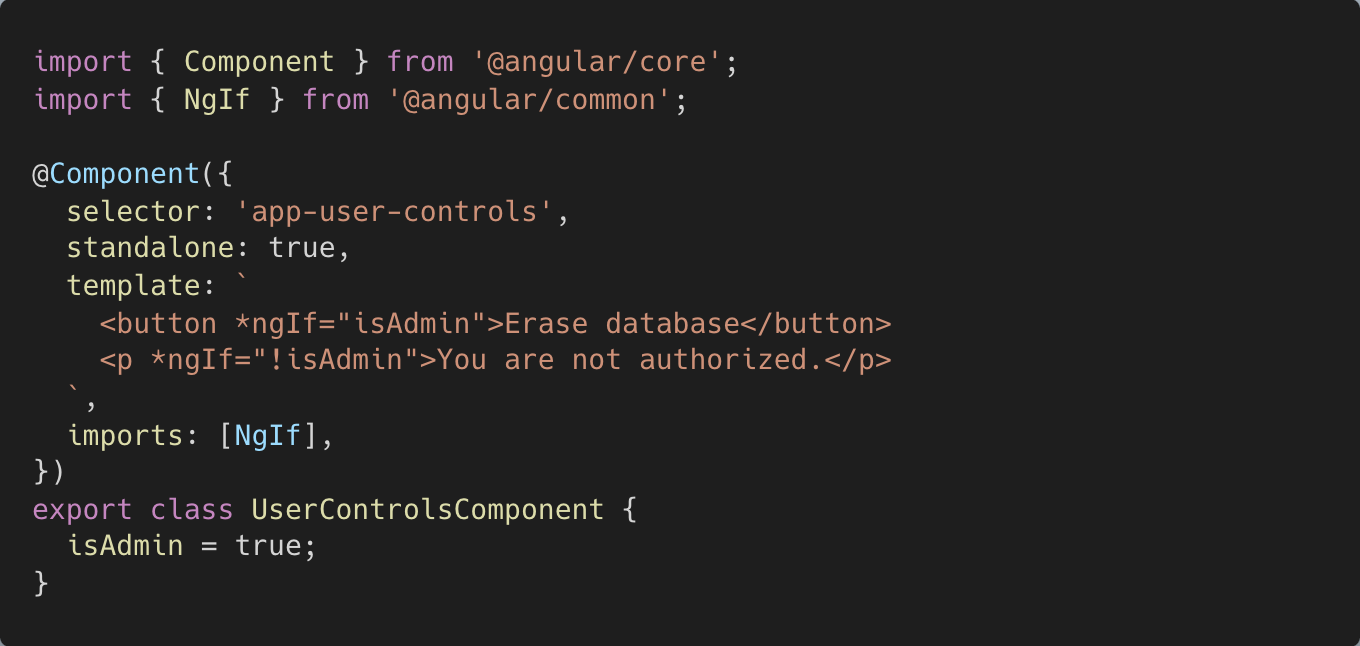 import { Component } from '@angular/core';
import { NgIf } from '@angular/common';

@Component({
  selector: 'app-user-controls',
  standalone: true,
  template: `
    <button *ngIf="isAdmin">Erase database</button>
    <p *ngIf="!isAdmin">You are not authorized.</p>
  `,
  imports: [NgIf],
})
export class UserControlsComponent {
  isAdmin = true;
}